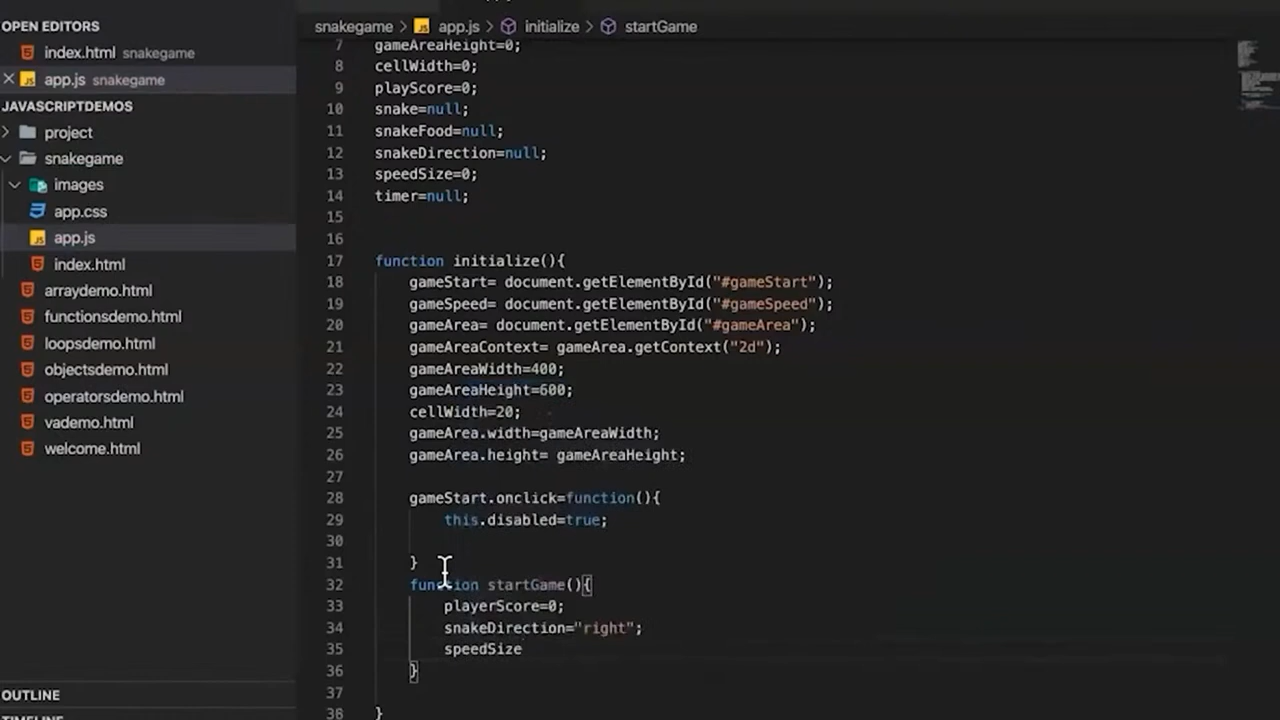 OPEN EDITORS
index.html snakegame
app.js snakegame
JAVASCRIPTDEMOS
project
snakegame
images
app.css
app.js
index.html
arraydemo.html
functionsdemo.html
loopsdemo.html
objectsdemo.html
operatorsdemo.html
vademo.html
welcome.html
OUTLINE
snakegame > JS app.js > initialize > startGame
7 gameAreaHeight=0;
8 cellWidth=0;
9 playScore=0;
10 snake=null;
11 snakeFood=null;
12 snakeDirection=null;
13 speedSize=0;
14 timer=null;
15
16
17 function initialize(){
18 gameStart= document.getElementById("#gameStart");
19 gameSpeed= document.getElementById("#gameSpeed");
20 gameArea= document.getElementById("#gameArea");
21 gameAreaContext= gameArea.getContext("2d");
22 gameAreaWidth=400;
23 gameAreaHeight=600;
24 cellWidth=20;
25 gameArea.width=gameAreaWidth;
26 gameArea.height= gameAreaHeight;
27
28 gameStart.onclick=function(){
29 this.disabled=true;
30
31 }
32 function startGame(){
33 playerScore=0;
34 snakeDirection="right";
35 speedSize
36 }
37
38 }